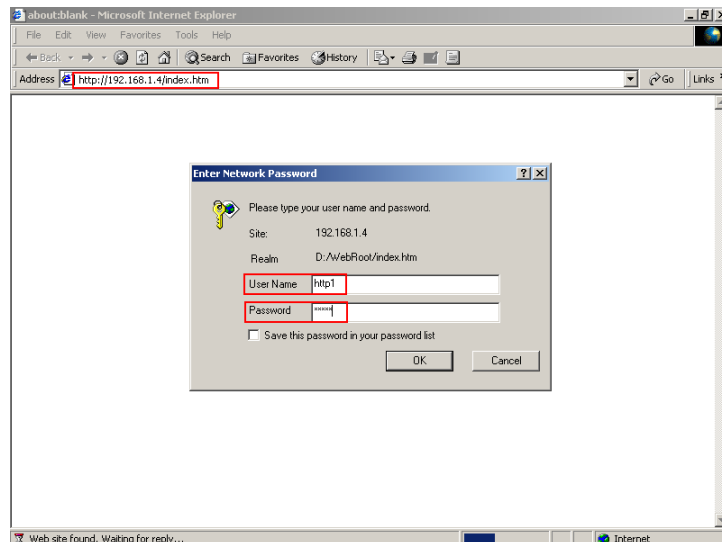 about:blank - Microsoft Internet Explorer
File Edit View Favorites Tools Help
Back Search Favorites History
Address http://192.168.1.4/index.htm Go Links
Enter Network Password
Please type your user name and password.
Site: 192.168.1.4
Realm D:/WebRoot/index.htm
User Name http1
Password *****
Save this password in your password list
OK Cancel
Web site found. Waiting for reply... Internet